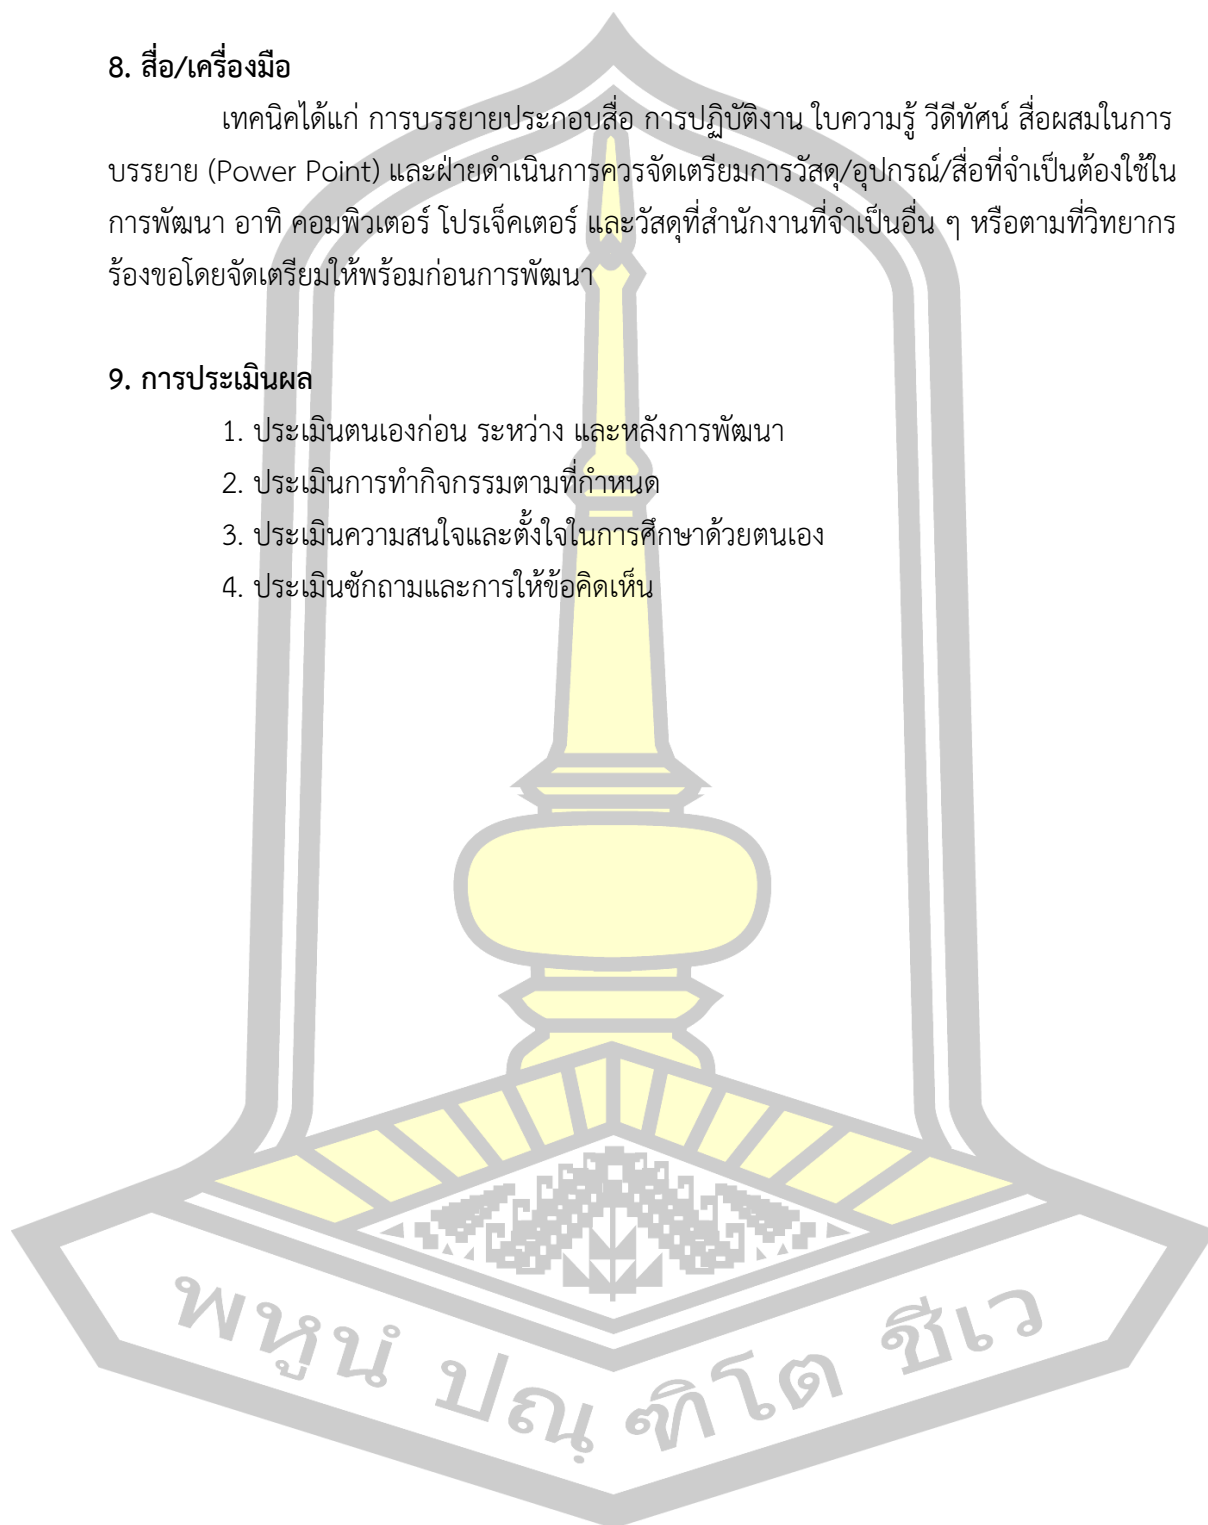 8. สื่อ/เครื่องมือ
เทคนิคได้แก่ การบรรยายประกอบสื่อ การปฏิบัติงาน ใบความรู้ วีดีทัศน์ สื่อผสมในการ
บรรยาย (Power Point) และฝ่ายดำเนินการควรจัดเตรียมการวัสดุ/อุปกรณ์/สื่อที่จำเป็นต้องใช้ใน
การพัฒนา อาทิ คอมพิวเตอร์ โปรเจ็คเตอร์ และวัสดุที่สำนักงานที่จำเป็นอื่น ๆ หรือตามที่วิทยากร
ร้องขอโดยจัดเตรียมให้พร้อมก่อนการพัฒนา
9. การประเมินผล
1. ประเมินตนเองก่อน ระหว่าง และหลังการพัฒนา
2. ประเมินการทำกิจกรรมตามที่กำหนด
3. ประเมินความสนใจและตั้งใจในการศึกษาด้วยตนเอง
4. ประเมินซักถามและการให้ข้อคิดเห็น
พหูนํ ปณฺ ฑิโต ชีเว